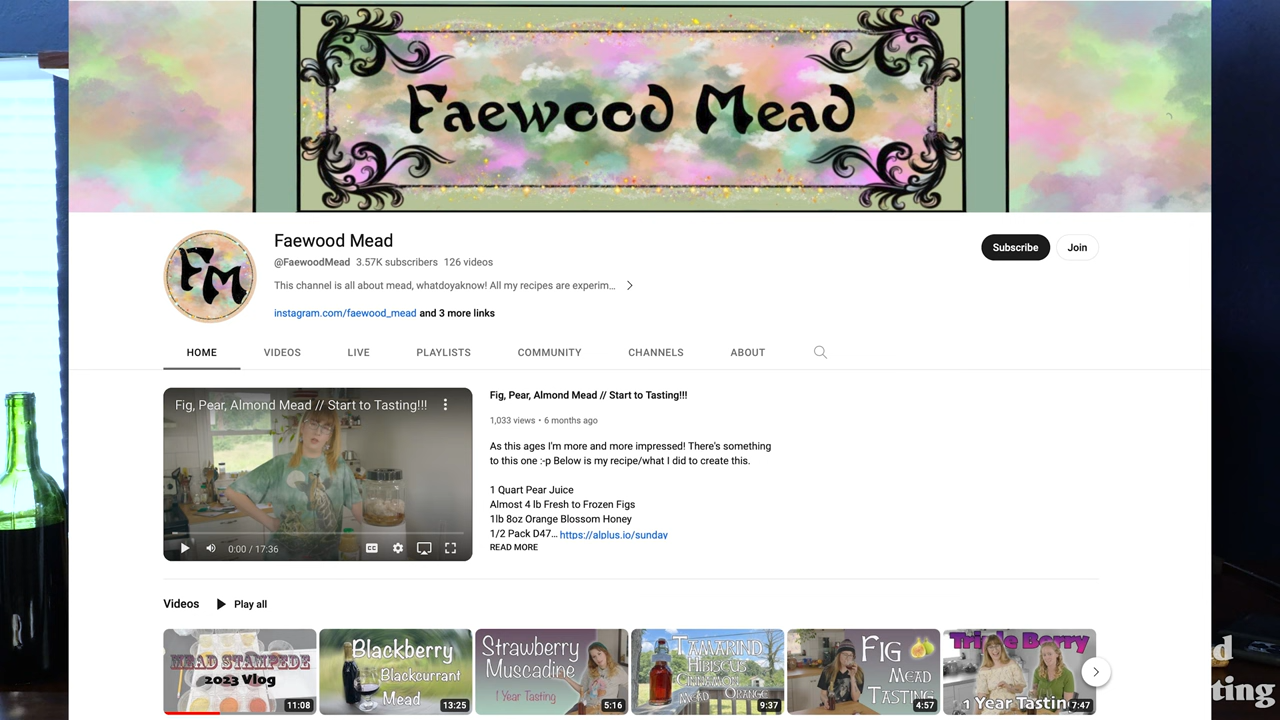 Faewood Mead
FM
Faewood Mead
@FaewoodMead 3.57K subscribers 126 videos
This channel is all about mead, whatdoyaknow! All my recipes are experim...
instagram.com/faewood_mead and 3 more links
Subscribe
Join
HOME
VIDEOS
LIVE
PLAYLISTS
COMMUNITY
CHANNELS
ABOUT
Fig, Pear, Almond Mead // Start to Tasting!!!
0:00 / 17:36
CC
Fig, Pear, Almond Mead // Start to Tasting!!!
1,033 views • 6 months ago
As this ages I'm more and more impressed! There's something
to this one :-p Below is my recipe/what I did to create this.
1 Quart Pear Juice
Almost 4 lb Fresh to Frozen Figs
1lb 8oz Orange Blossom Honey
1/2 Pack D47... https://alplus.io/sunday
READ MORE
Videos
Play all
MEAD STAMPEDE
2023 Vlog
11:08
Blackberry
Blackcurrant
Mead
13:25
Strawberry
Muscadine
1 Year Tasting
5:16
TAMARIND
HIBISCUS
CINNAMON
MEAD ORANGE
9:37
FIG
MEAD
TASTING
4:57
Triple Berry
1 Year Tasting
7:47
d
ting